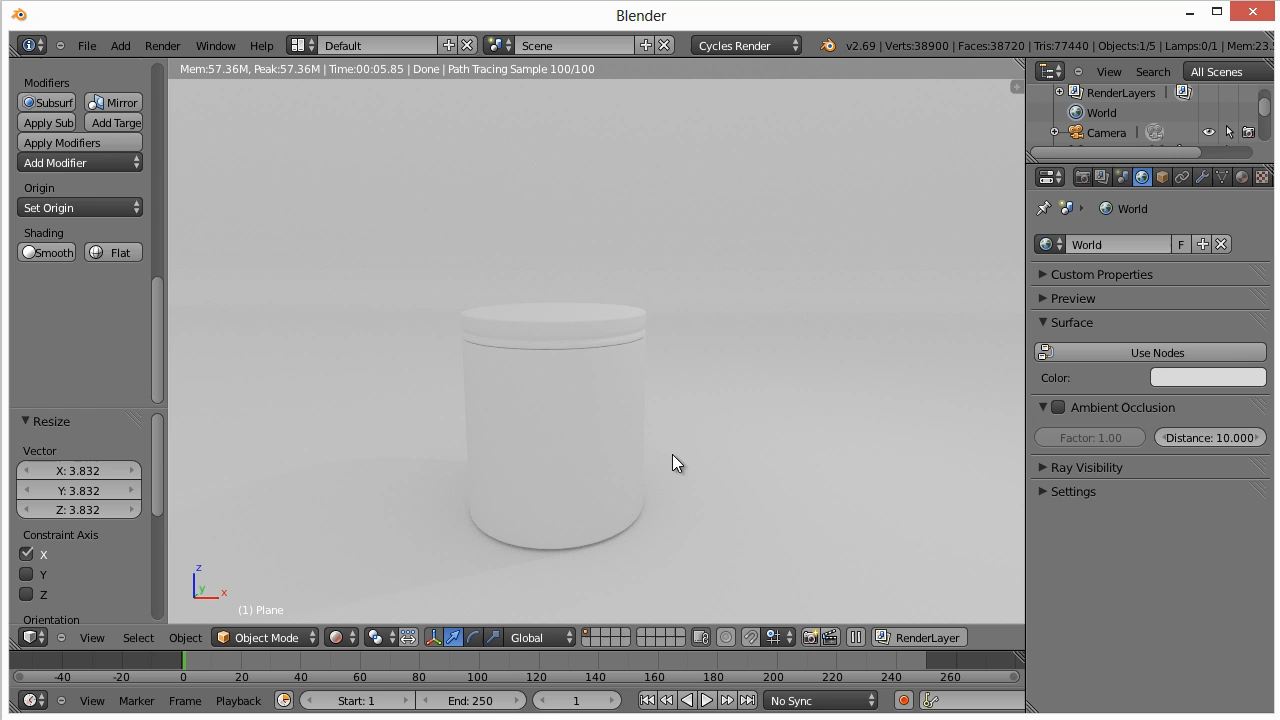 Blender
File Add Render Window Help Default Scene Cycles Render v2.69 | Verts:38900 | Faces:38720 | Tris:77440 | Objects:1/5 | Lamps:0/1 | Mem:23.
Mem:57.36M, Peak:57.36M | Time:00:05.85 | Done | Path Tracing Sample 100/100
View Search All Scenes
RenderLayers |
World
Camera |
Modifiers
Subsurf Mirror
Apply Sub Add Targe
Apply Modifiers
Add Modifier
Origin
Set Origin
Shading
Smooth Flat
Resize
Vector
X: 3.832
Y: 3.832
Z: 3.832
Constraint Axis
X
Y
Z
Orientation
z
y
x
(1) Plane
World
World F
Custom Properties
Preview
Surface
Use Nodes
Color:
Ambient Occlusion
Factor: 1.00 Distance: 10.000
Ray Visibility
Settings
View Select Object Object Mode Global RenderLayer
-40 -20 0 20 40 60 80 100 120 140 160 180 200 220 240 260
View Marker Frame Playback Start: 1 End: 250 1 No Sync